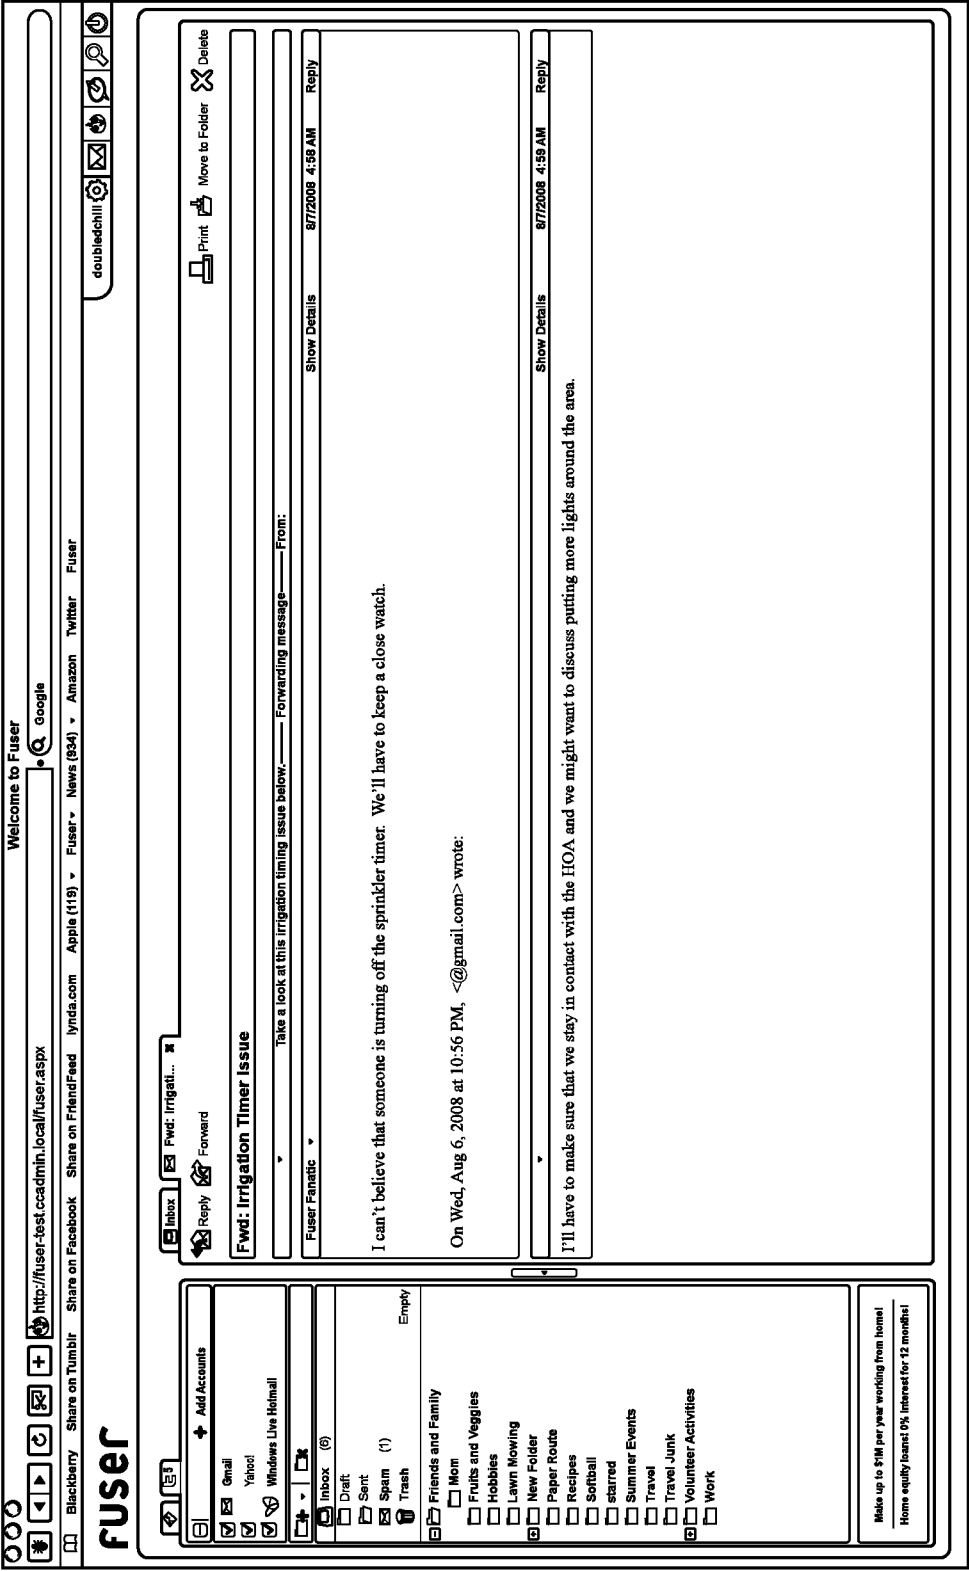 Welcome to Fuser
http://fuser-test.ccadmin.local/fuser.aspx
Google
Blackberry Share on Tumblr Share on Facebook Share on FriendFeed lynda.com Apple (119) Fuser News (934) Amazon Twitter Fuser
fuser
doubledchill
Inbox
Fwd: Irrigati... x
Add Accounts
Gmail
Yahoo!
Windows Live Hotmail
Inbox (6)
Draft
Sent
Spam (1)
Trash Empty
Friends and Family
Mom
Fruits and Veggies
Hobbies
Lawn Mowing
New Folder
Paper Route
Recipes
Softball
starred
Summer Events
Travel
Travel Junk
Volunteer Activities
Work
Make up to $1M per year working from home!
Home equity loans! 0% interest for 12 months!
Reply Forward Print Move to Folder Delete
Fwd: Irrigation Timer Issue
Take a look at this irrigation timing issue below.—— Forwarding message—— From:
Fuser Fanatic Show Details 8/7/2008 4:58 AM Reply
I can't believe that someone is turning off the sprinkler timer. We'll have to keep a close watch.
On Wed, Aug 6, 2008 at 10:56 PM, <@gmail.com> wrote:
Show Details 8/7/2008 4:59 AM Reply
I'll have to make sure that we stay in contact with the HOA and we might want to discuss putting more lights around the area.